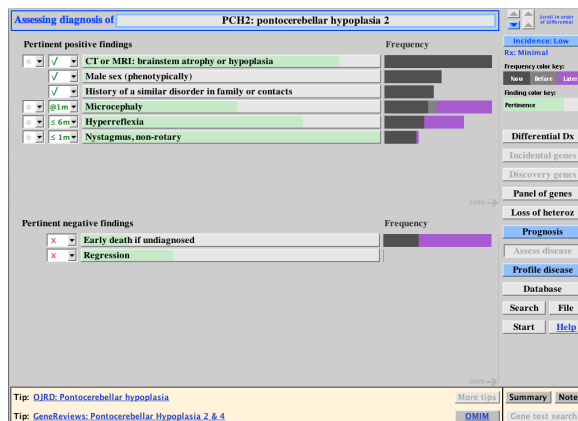 Assessing diagnosis of PCH2: pontocerebellar hypoplasia 2
Scroll in order
of Differential
Incidence: Low
Rx: Minimal
Frequency color key:
Now Before Later
Finding color key:
Pertinence
Pertinent positive findings Frequency
√ CT or MRI: brainstem atrophy or hypoplasia
√ Male sex (phenotypically)
√ History of a similar disorder in family or contacts
@1m Microcephaly
≤ 6m Hyperreflexia
≤ 1m Nystagmus, non-rotary
100%
Pertinent negative findings Frequency
X Early death if undiagnosed
X Regression
100%
Differential Dx
Incidental genes
Discovery genes
Panel of genes
Loss of heteroz
Prognosis
Assess disease
Profile disease
Database
Search File
Start Help
Tip: OJRD: Pontocerebellar hypoplasia More tips Summary Note
Tip: GeneReviews: Pontocerebellar Hypoplasia 2 & 4 OMIM Gene test search